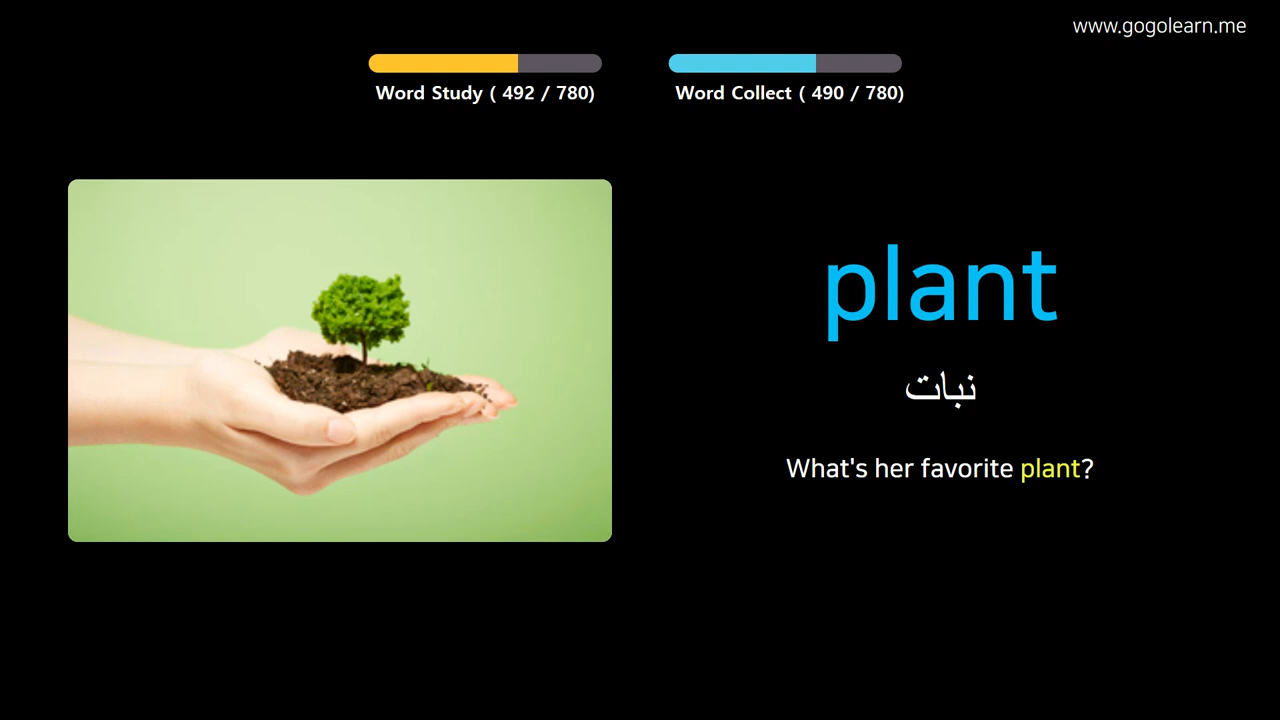 www.gogolearn.me
Word Study ( 492 / 780)
Word Collect ( 490 / 780)
plant
نبات
What's her favorite plant?